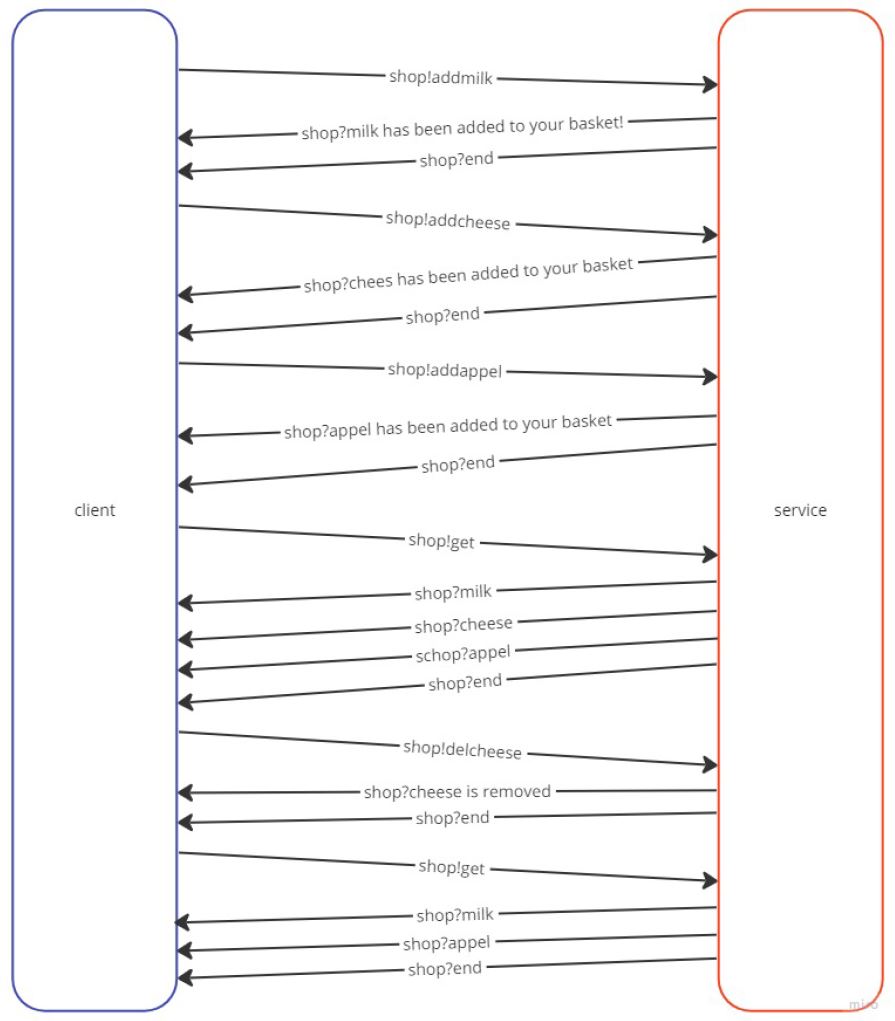 shop!addmilk
shop?milk has been added to your basket!
shop?end
shop!addcheese
shop?chees has been added to your basket
shop?end
shop!addappel
shop?appel has been added to your basket
shop?end
client
service
shop!get
shop?milk
shop?cheese
schop?appel
shop?end
shop!delcheese
shop?cheese is removed
shop?end
shop!get
shop?milk
shop?appel
shop?end
miro